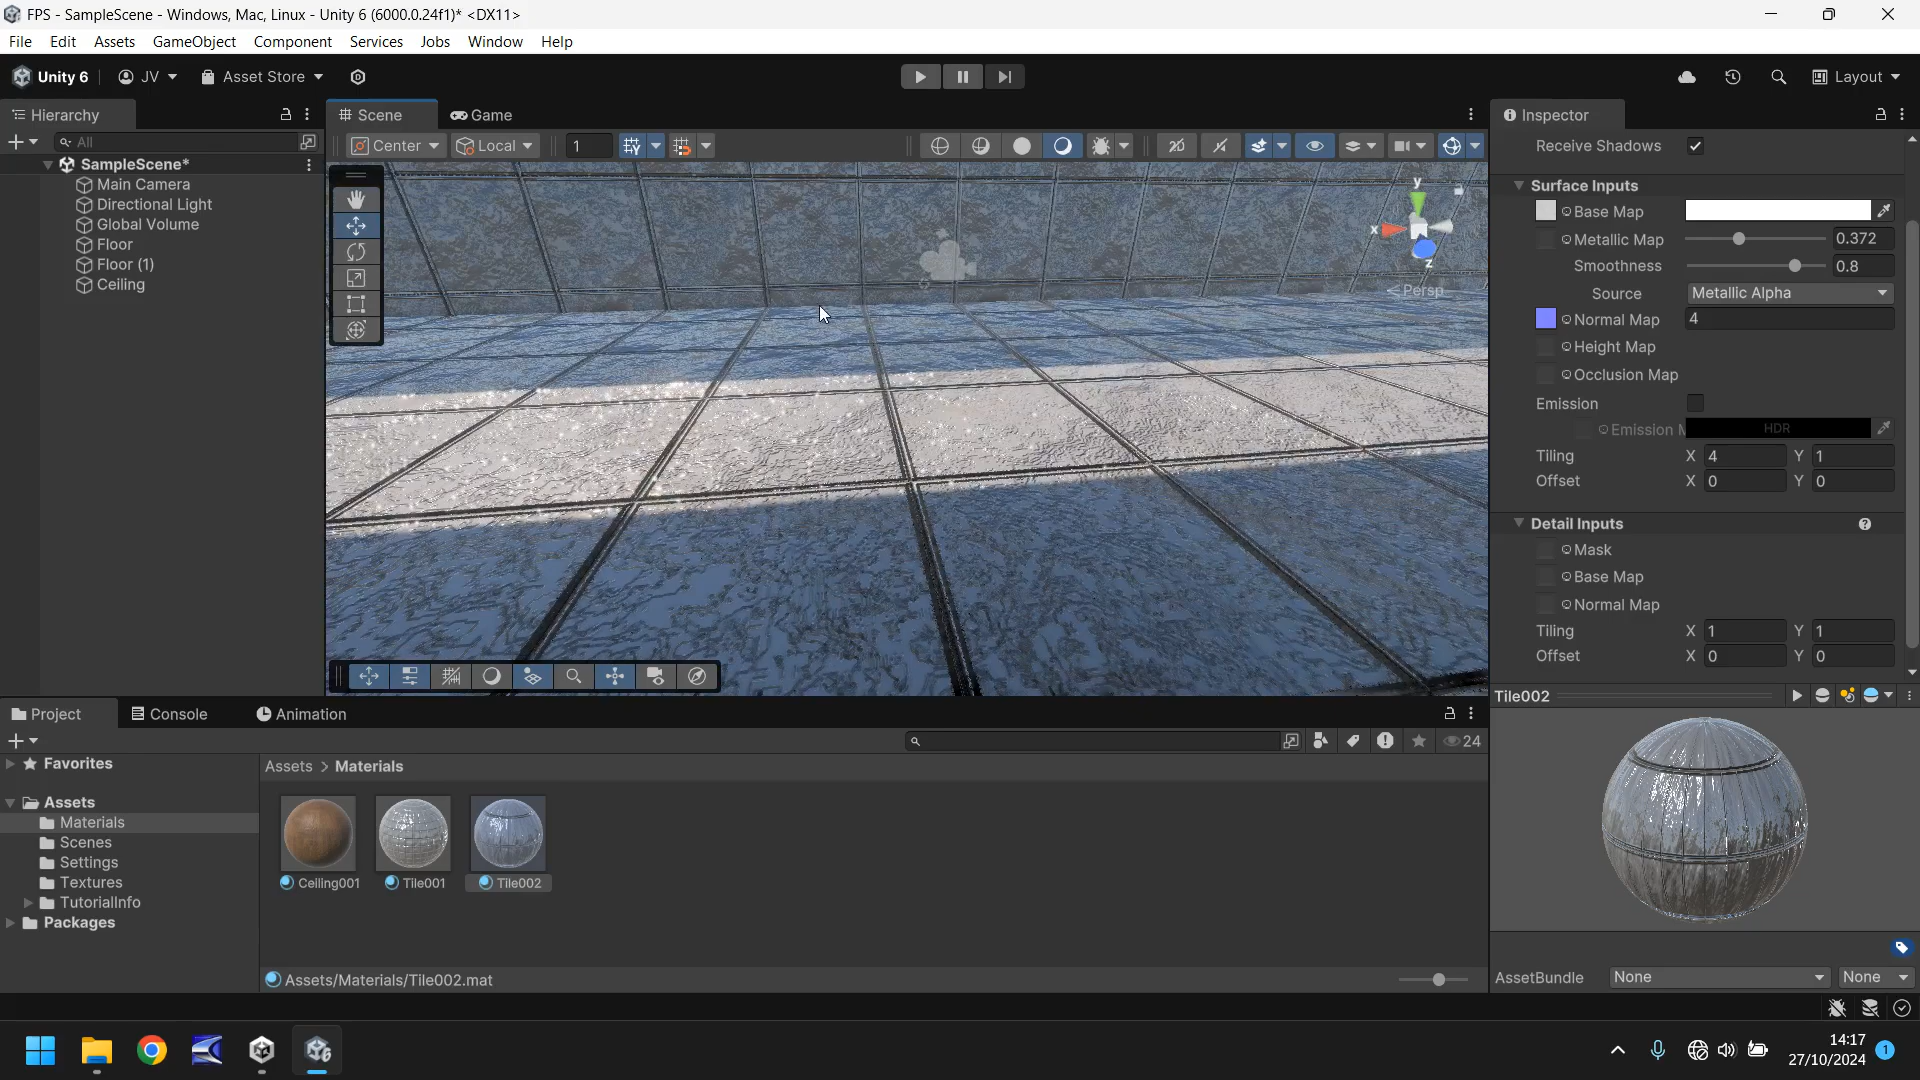 FPS - SampleScene - Windows, Mac, Linux - Unity 6 (6000.0.24f1)* <DX11>
File Edit Assets GameObject Component Services Jobs Window Help
Unity 6 JV Asset Store Layout
Hierarchy
All
SampleScene*
Main Camera
Directional Light
Global Volume
Floor
Floor (1)
Ceiling
Scene Game
Center Local 1 2D
y
x
z
Persp
Inspector
Receive Shadows
Surface Inputs
Base Map
Metallic Map 0.372
Smoothness 0.8
Source Metallic Alpha
Normal Map 4
Height Map
Occlusion Map
Emission
Emission M HDR
Tiling X 4 Y 1
Offset X 0 Y 0
Detail Inputs
Mask
Base Map
Normal Map
Tiling X 1 Y 1
Offset X 0 Y 0
Tile002
AssetBundle None None
Project Console Animation
24
Favorites
Assets
Materials
Scenes
Settings
Textures
TutorialInfo
Packages
Assets > Materials
Ceiling001 Tile001 Tile002
Assets/Materials/Tile002.mat
14:17
27/10/2024
1